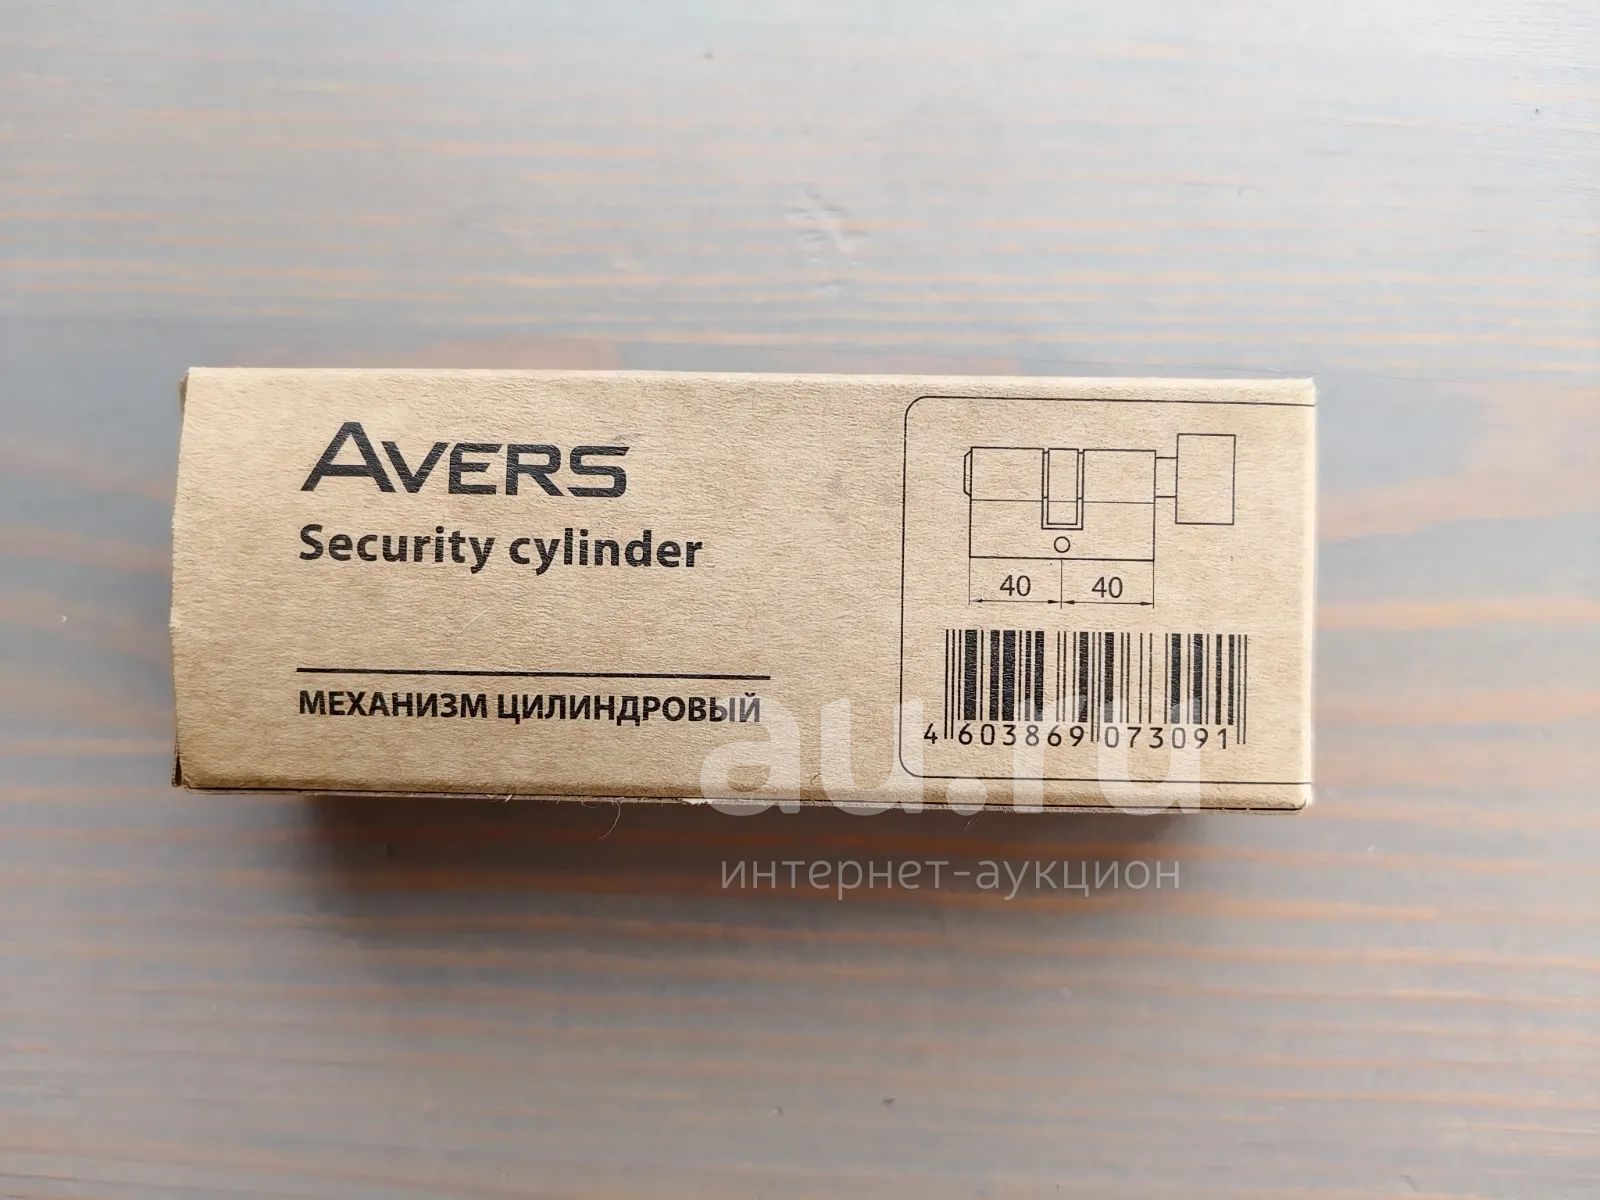 AVERS
Security cylinder
МЕХАНИЗМ ЦИЛИНДРОВЫЙ
40 40
4 603869 073091
au.ru
интернет-аукцион